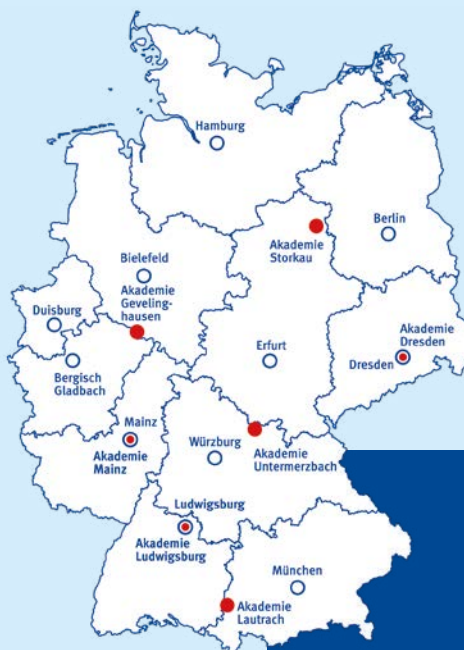 Hamburg
Berlin
Akademie
Storkau
Bielefeld
Akademie
Geveling-
hausen
Duisburg
Bergisch
Gladbach
Erfurt
Akademie
Dresden
Dresden
Mainz
Akademie
Mainz
Würzburg
Akademie
Untermerzbach
Ludwigsburg
Akademie
Ludwigsburg
München
Akademie
Lautrach